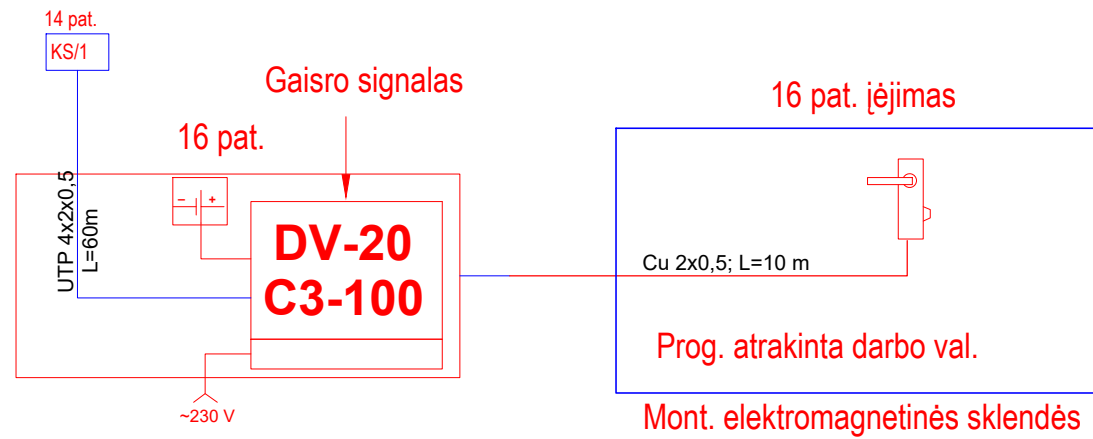 14 pat.
KS/1
Gaisro signalas
16 pat.
UTP 4x2x0,5
L=60m
- +
DV-20
C3-100
~230 V
16 pat. įėjimas
Cu 2x0,5; L=10 m
Prog. atrakinta darbo val.
Mont. elektromagnetinės sklendės